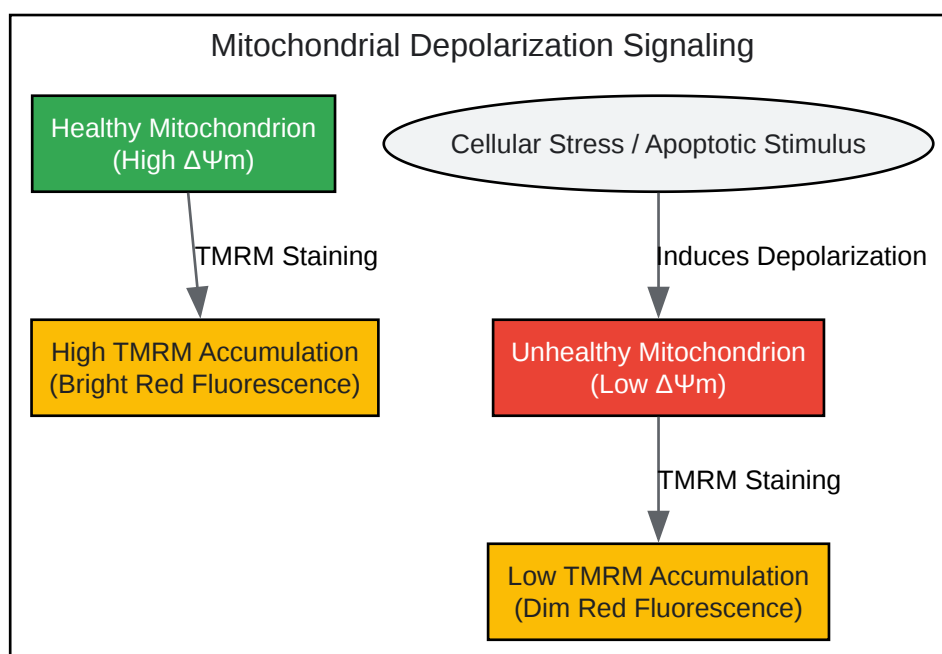 Mitochondrial Depolarization Signaling
Healthy Mitochondrion
(High ΔΨm)
Cellular Stress / Apoptotic Stimulus
TMRM Staining
Induces Depolarization
High TMRM Accumulation
(Bright Red Fluorescence)
Unhealthy Mitochondrion
(Low ΔΨm)
TMRM Staining
Low TMRM Accumulation
(Dim Red Fluorescence)